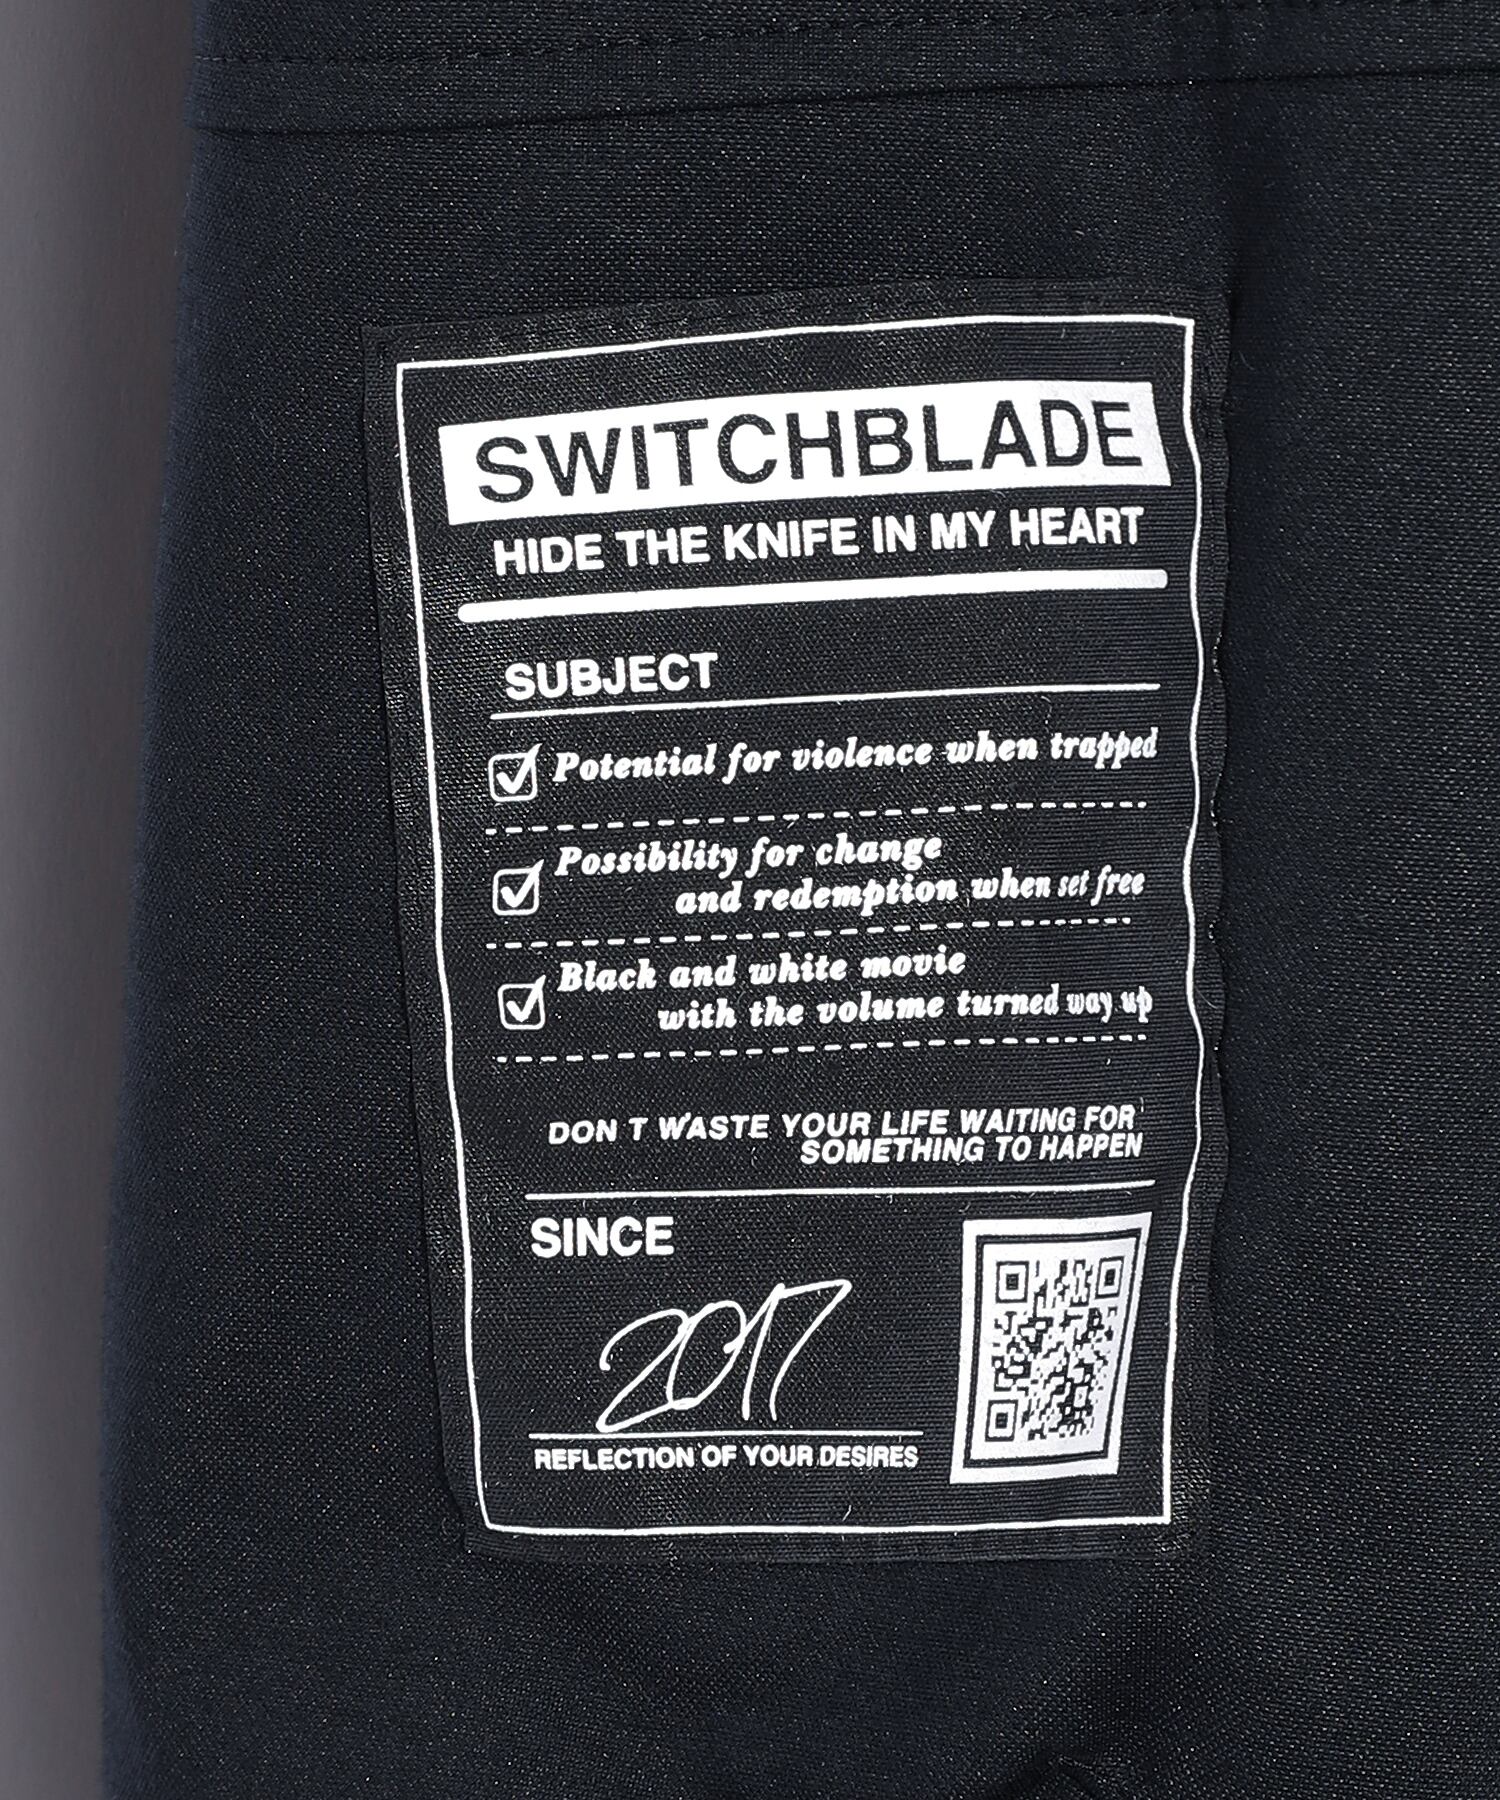 SWITCHBLADE
HIDE THE KNIFE IN MY HEART
SUBJECT
Potential for violence when trapped
Possibility for change
and redemption when set free
Black and white movie
with the volume turned way up
DON T WASTE YOUR LIFE WAITING FOR'
SOMETHING TO HAPPEN
SINCE
2017
REFLECTION OF YOUR DESIRES